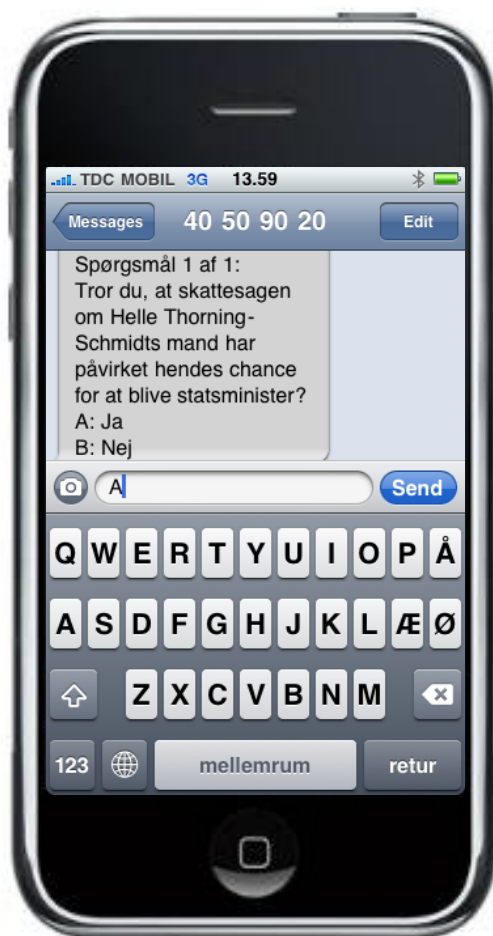 TDC MOBIL 3G 13.59
Messages 40 50 90 20 Edit
Spørgsmål 1 af 1:
Tror du, at skattesagen
om Helle Thorning-
Schmidts mand har
påvirket hendes chance
for at blive statsminister?
A: Ja
B: Nej
A Send
Q W E R T Y U I O P Å
A S D F G H J K L Æ Ø
Z X C V B N M
123 mellemrum retur